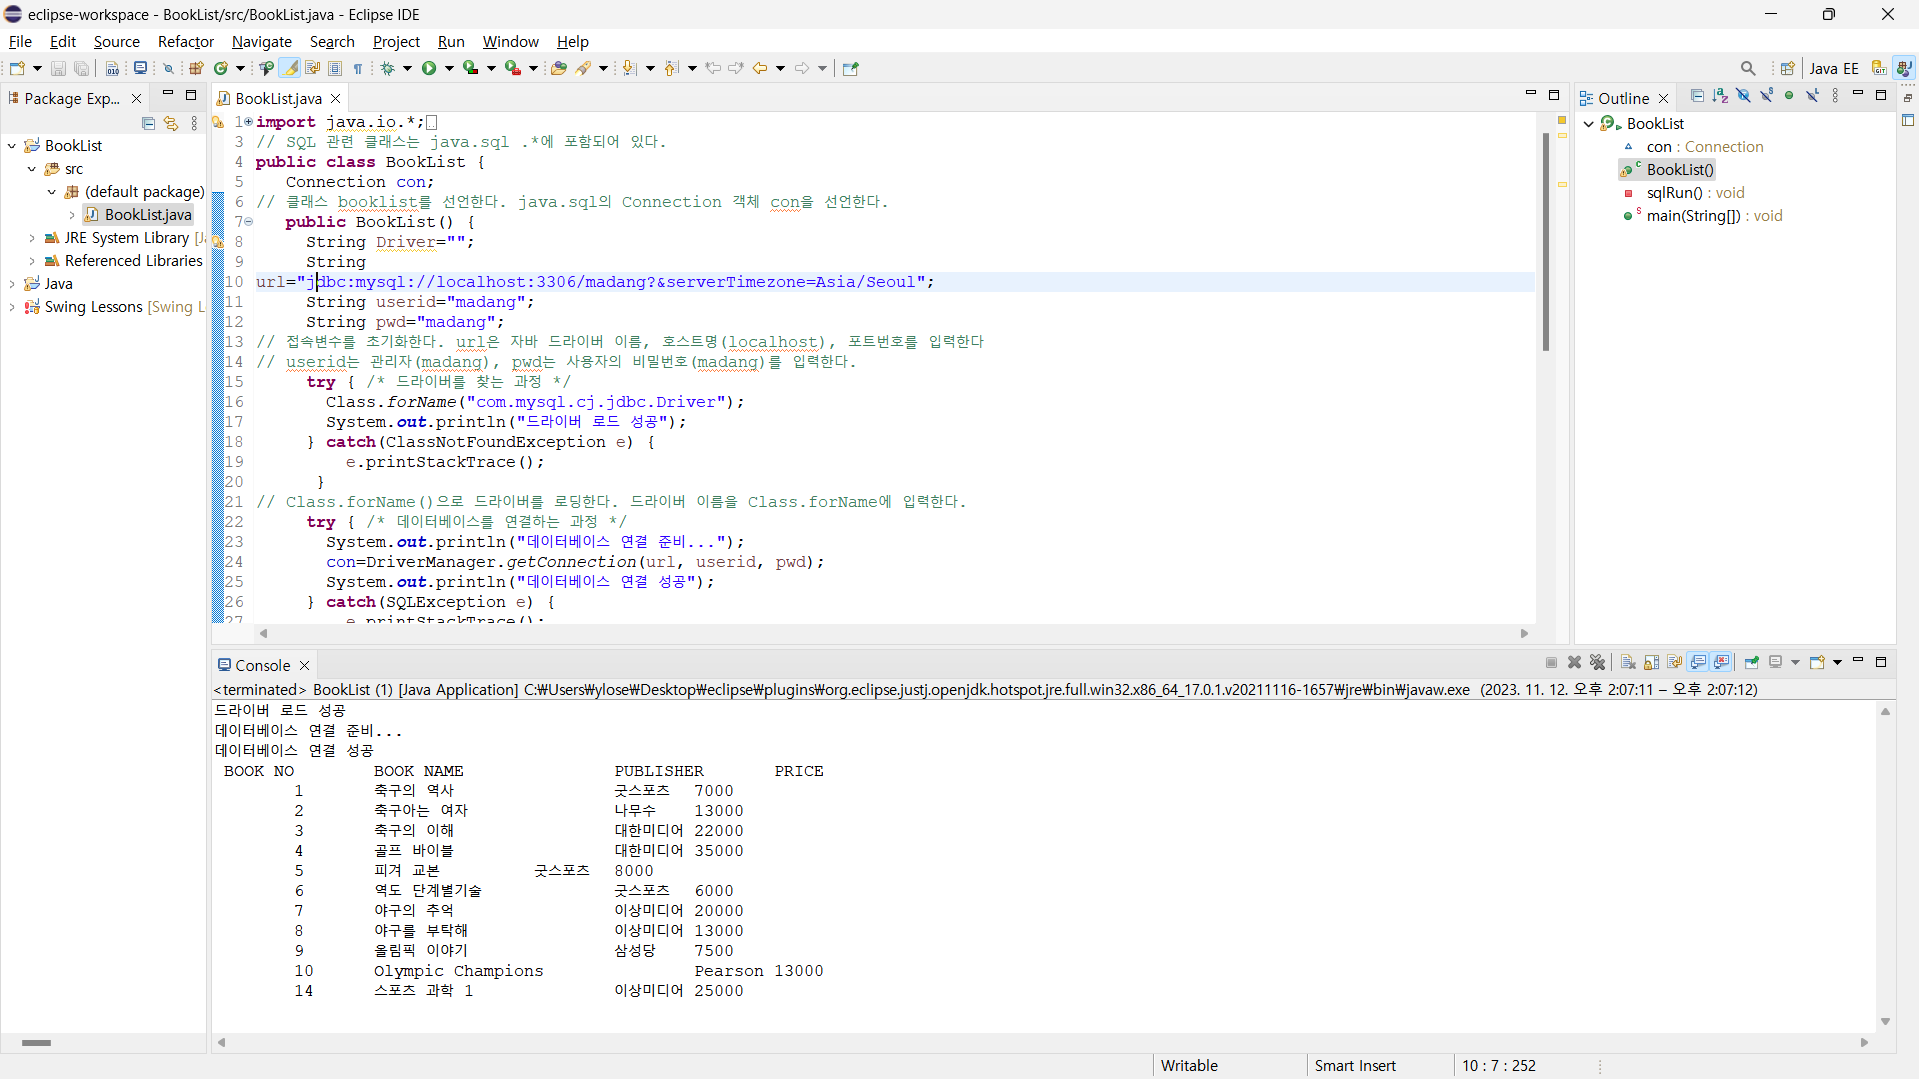 eclipse-workspace - BookList/src/BookList.java - Eclipse IDE
File Edit Source Refactor Navigate Search Project Run Window Help
Java EE
Package Exp...
BookList
src
(default package)
BookList.java
JRE System Library
Referenced Libraries
Java
Swing Lessons [Swing L
BookList.java
1 import java.io.*;
3 // SQL 관련 클래스는 java.sql .*에 포함되어 있다.
4 public class BookList {
5 Connection con;
6 // 클래스 booklist를 선언한다. java.sql의 Connection 객체 con을 선언한다.
7 public BookList() {
8 String Driver="";
9 String
10 url="jdbc:mysql://localhost:3306/madang?&serverTimezone=Asia/Seoul";
11 String userid="madang";
12 String pwd="madang";
13 // 접속변수를 초기화한다. url은 자바 드라이버 이름, 호스트명(localhost), 포트번호를 입력한다
14 // userid는 관리자(madang), pwd는 사용자의 비밀번호(madang)를 입력한다.
15 try { /* 드라이버를 찾는 과정 */
16 Class.forName("com.mysql.cj.jdbc.Driver");
17 System.out.println("드라이버 로드 성공");
18 } catch(ClassNotFoundException e) {
19 e.printStackTrace();
20 }
21 // Class.forName()으로 드라이버를 로딩한다. 드라이버 이름을 Class.forName에 입력한다.
22 try { /* 데이터베이스를 연결하는 과정 */
23 System.out.println("데이터베이스 연결 준비...");
24 con=DriverManager.getConnection(url, userid, pwd);
25 System.out.println("데이터베이스 연결 성공");
26 } catch(SQLException e) {
27 e.printStackTrace();
Outline
BookList
con : Connection
BookList()
sqlRun() : void
main(String[]) : void
Console
<terminated> BookList (1) [Java Application] C:₩Users₩ylose₩Desktop₩eclipse₩plugins₩org.eclipse.justj.openjdk.hotspot.jre.full.win32.x86_64_17.0.1.v20211116-1657₩jre₩bin₩javaw.exe (2023. 11. 12. 오후 2:07:11 – 오후 2:07:12)
드라이버 로드 성공
데이터베이스 연결 준비...
데이터베이스 연결 성공
BOOK NO BOOK NAME PUBLISHER PRICE
1 축구의 역사 굿스포츠 7000
2 축구아는 여자 나무수 13000
3 축구의 이해 대한미디어 22000
4 골프 바이블 대한미디어 35000
5 피겨 교본 굿스포츠 8000
6 역도 단계별기술 굿스포츠 6000
7 야구의 추억 이상미디어 20000
8 야구를 부탁해 이상미디어 13000
9 올림픽 이야기 삼성당 7500
10 Olympic Champions Pearson 13000
14 스포츠 과학 1 이상미디어 25000
Writable Smart Insert 10 : 7 : 252